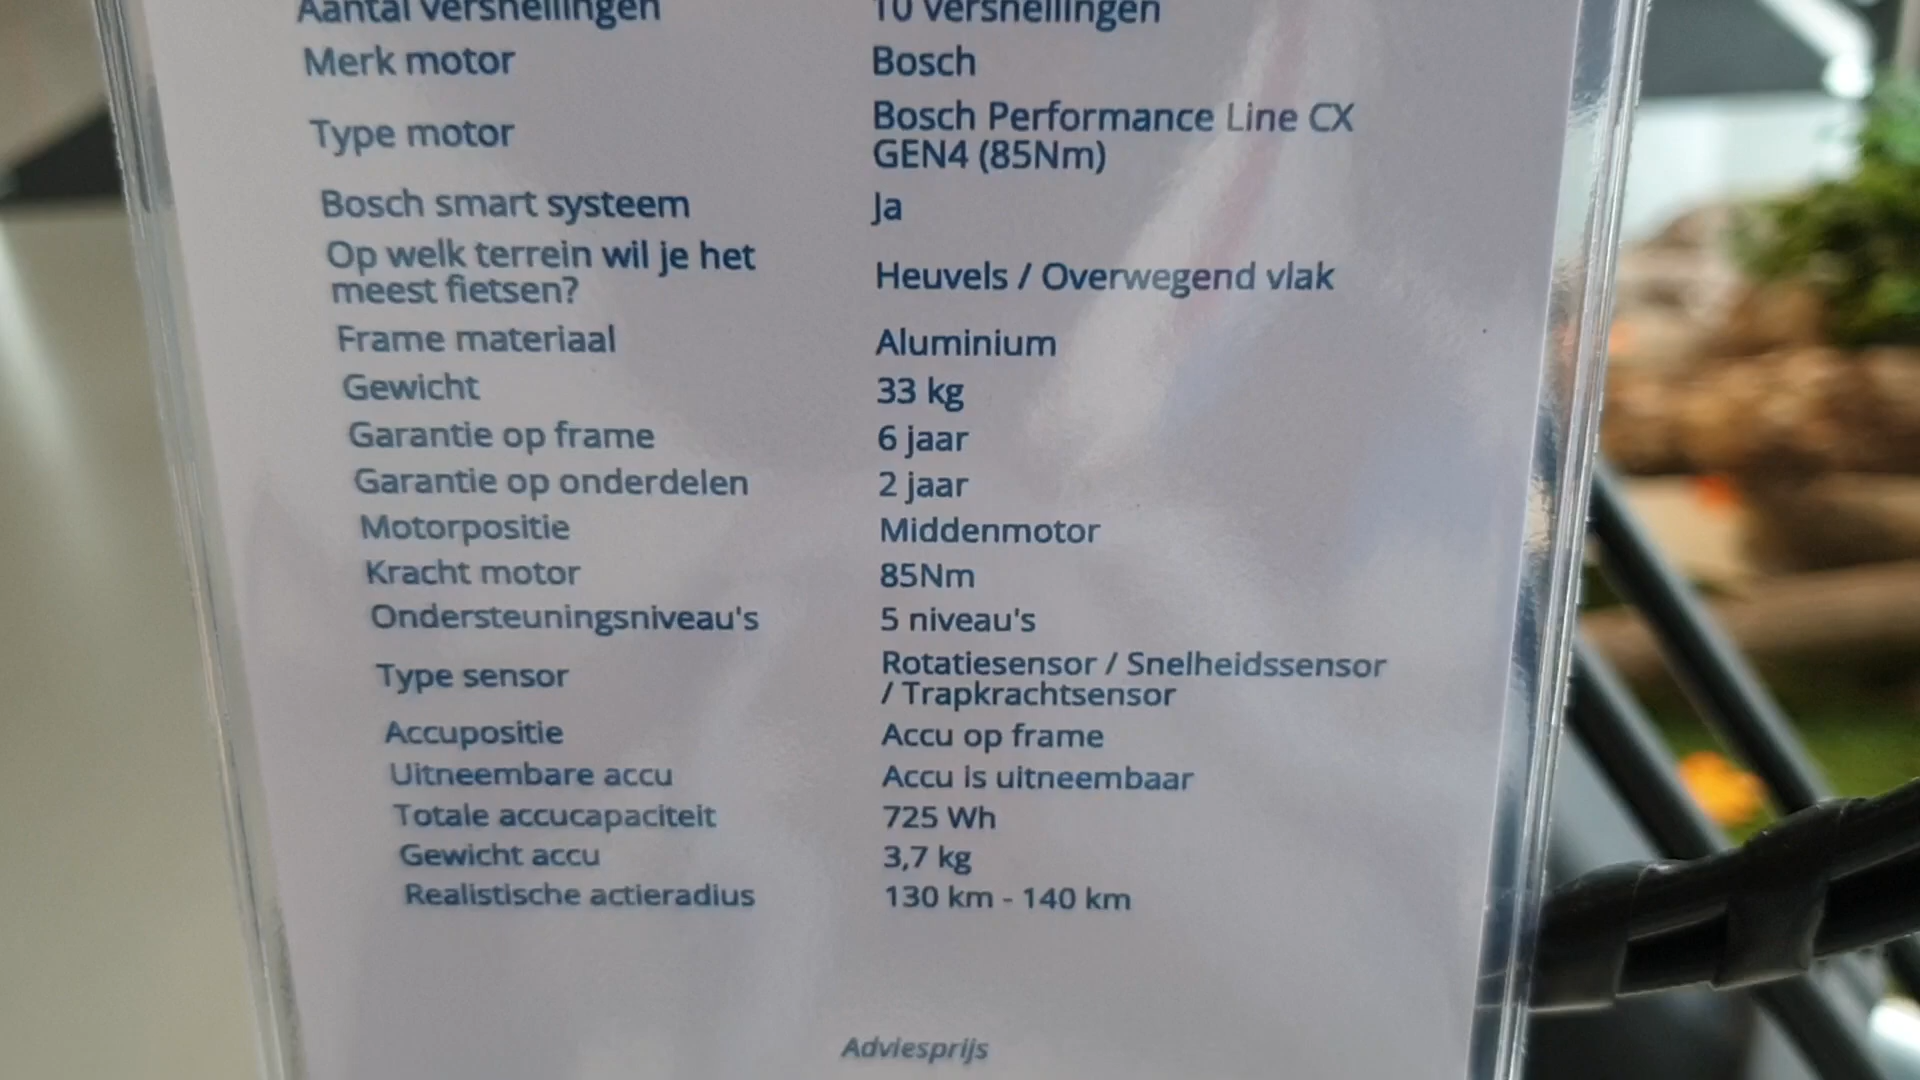 Aantal versnellingen 10 versnellingen
Merk motor Bosch
Type motor Bosch Performance Line CX
GEN4 (85Nm)
Bosch smart systeem Ja
Op welk terrein wil je het
meest fietsen? Heuvels / Overwegend vlak
Frame materiaal Aluminium
Gewicht 33 kg
Garantie op frame 6 jaar
Garantie op onderdelen 2 jaar
Motorpositie Middenmotor
Kracht motor 85Nm
Ondersteuningsniveau's 5 niveau's
Type sensor Rotatiesensor / Snelheidssensor
/ Trapkrachtsensor
Accupositie Accu op frame
Uitneembare accu Accu is uitneembaar
Totale accucapaciteit 725 Wh
Gewicht accu 3,7 kg
Realistische actieradius 130 km - 140 km
Adviesprijs